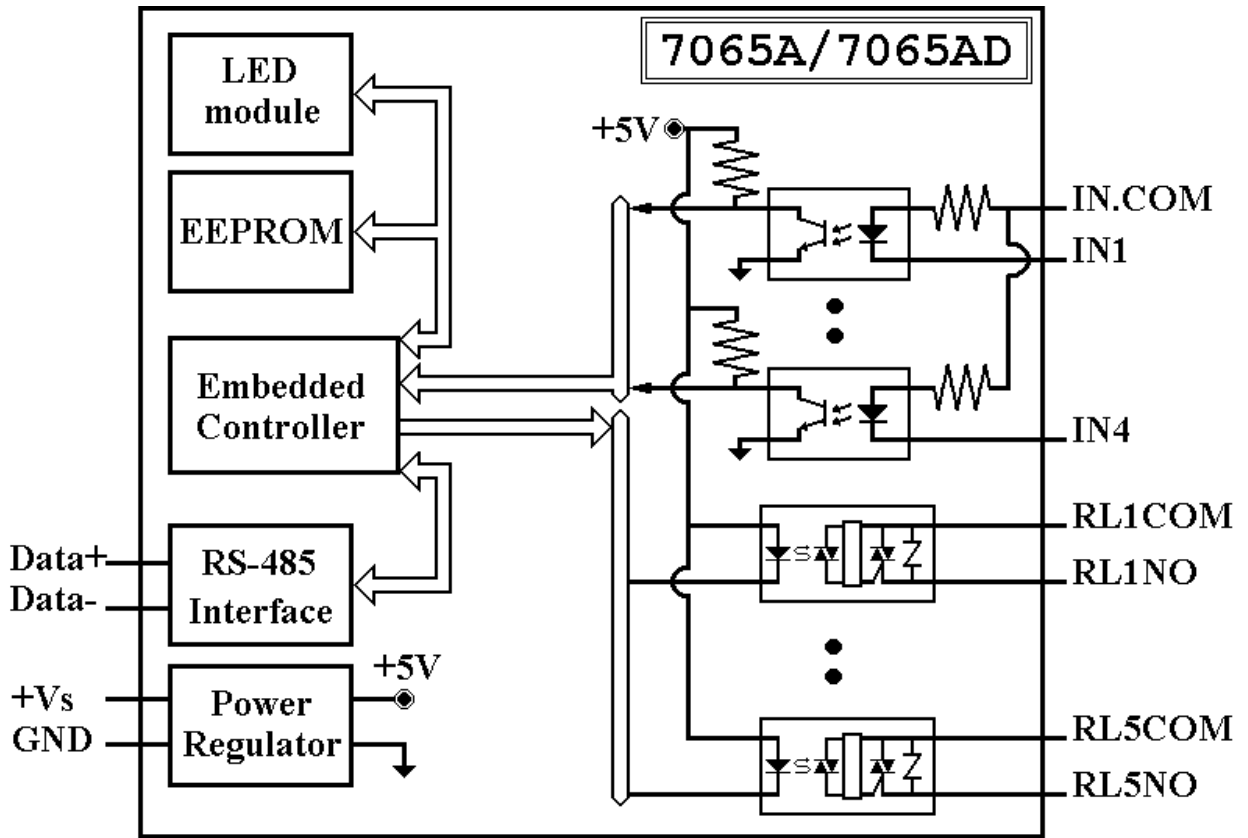 7065A/7065AD
LED
module
EEPROM
Embedded
Controller
RS-485
Interface
Power
Regulator
Data+
Data-
+Vs
GND
+5V
+5V
IN.COM
IN1
IN4
RL1COM
RL1NO
RL5COM
RL5NO